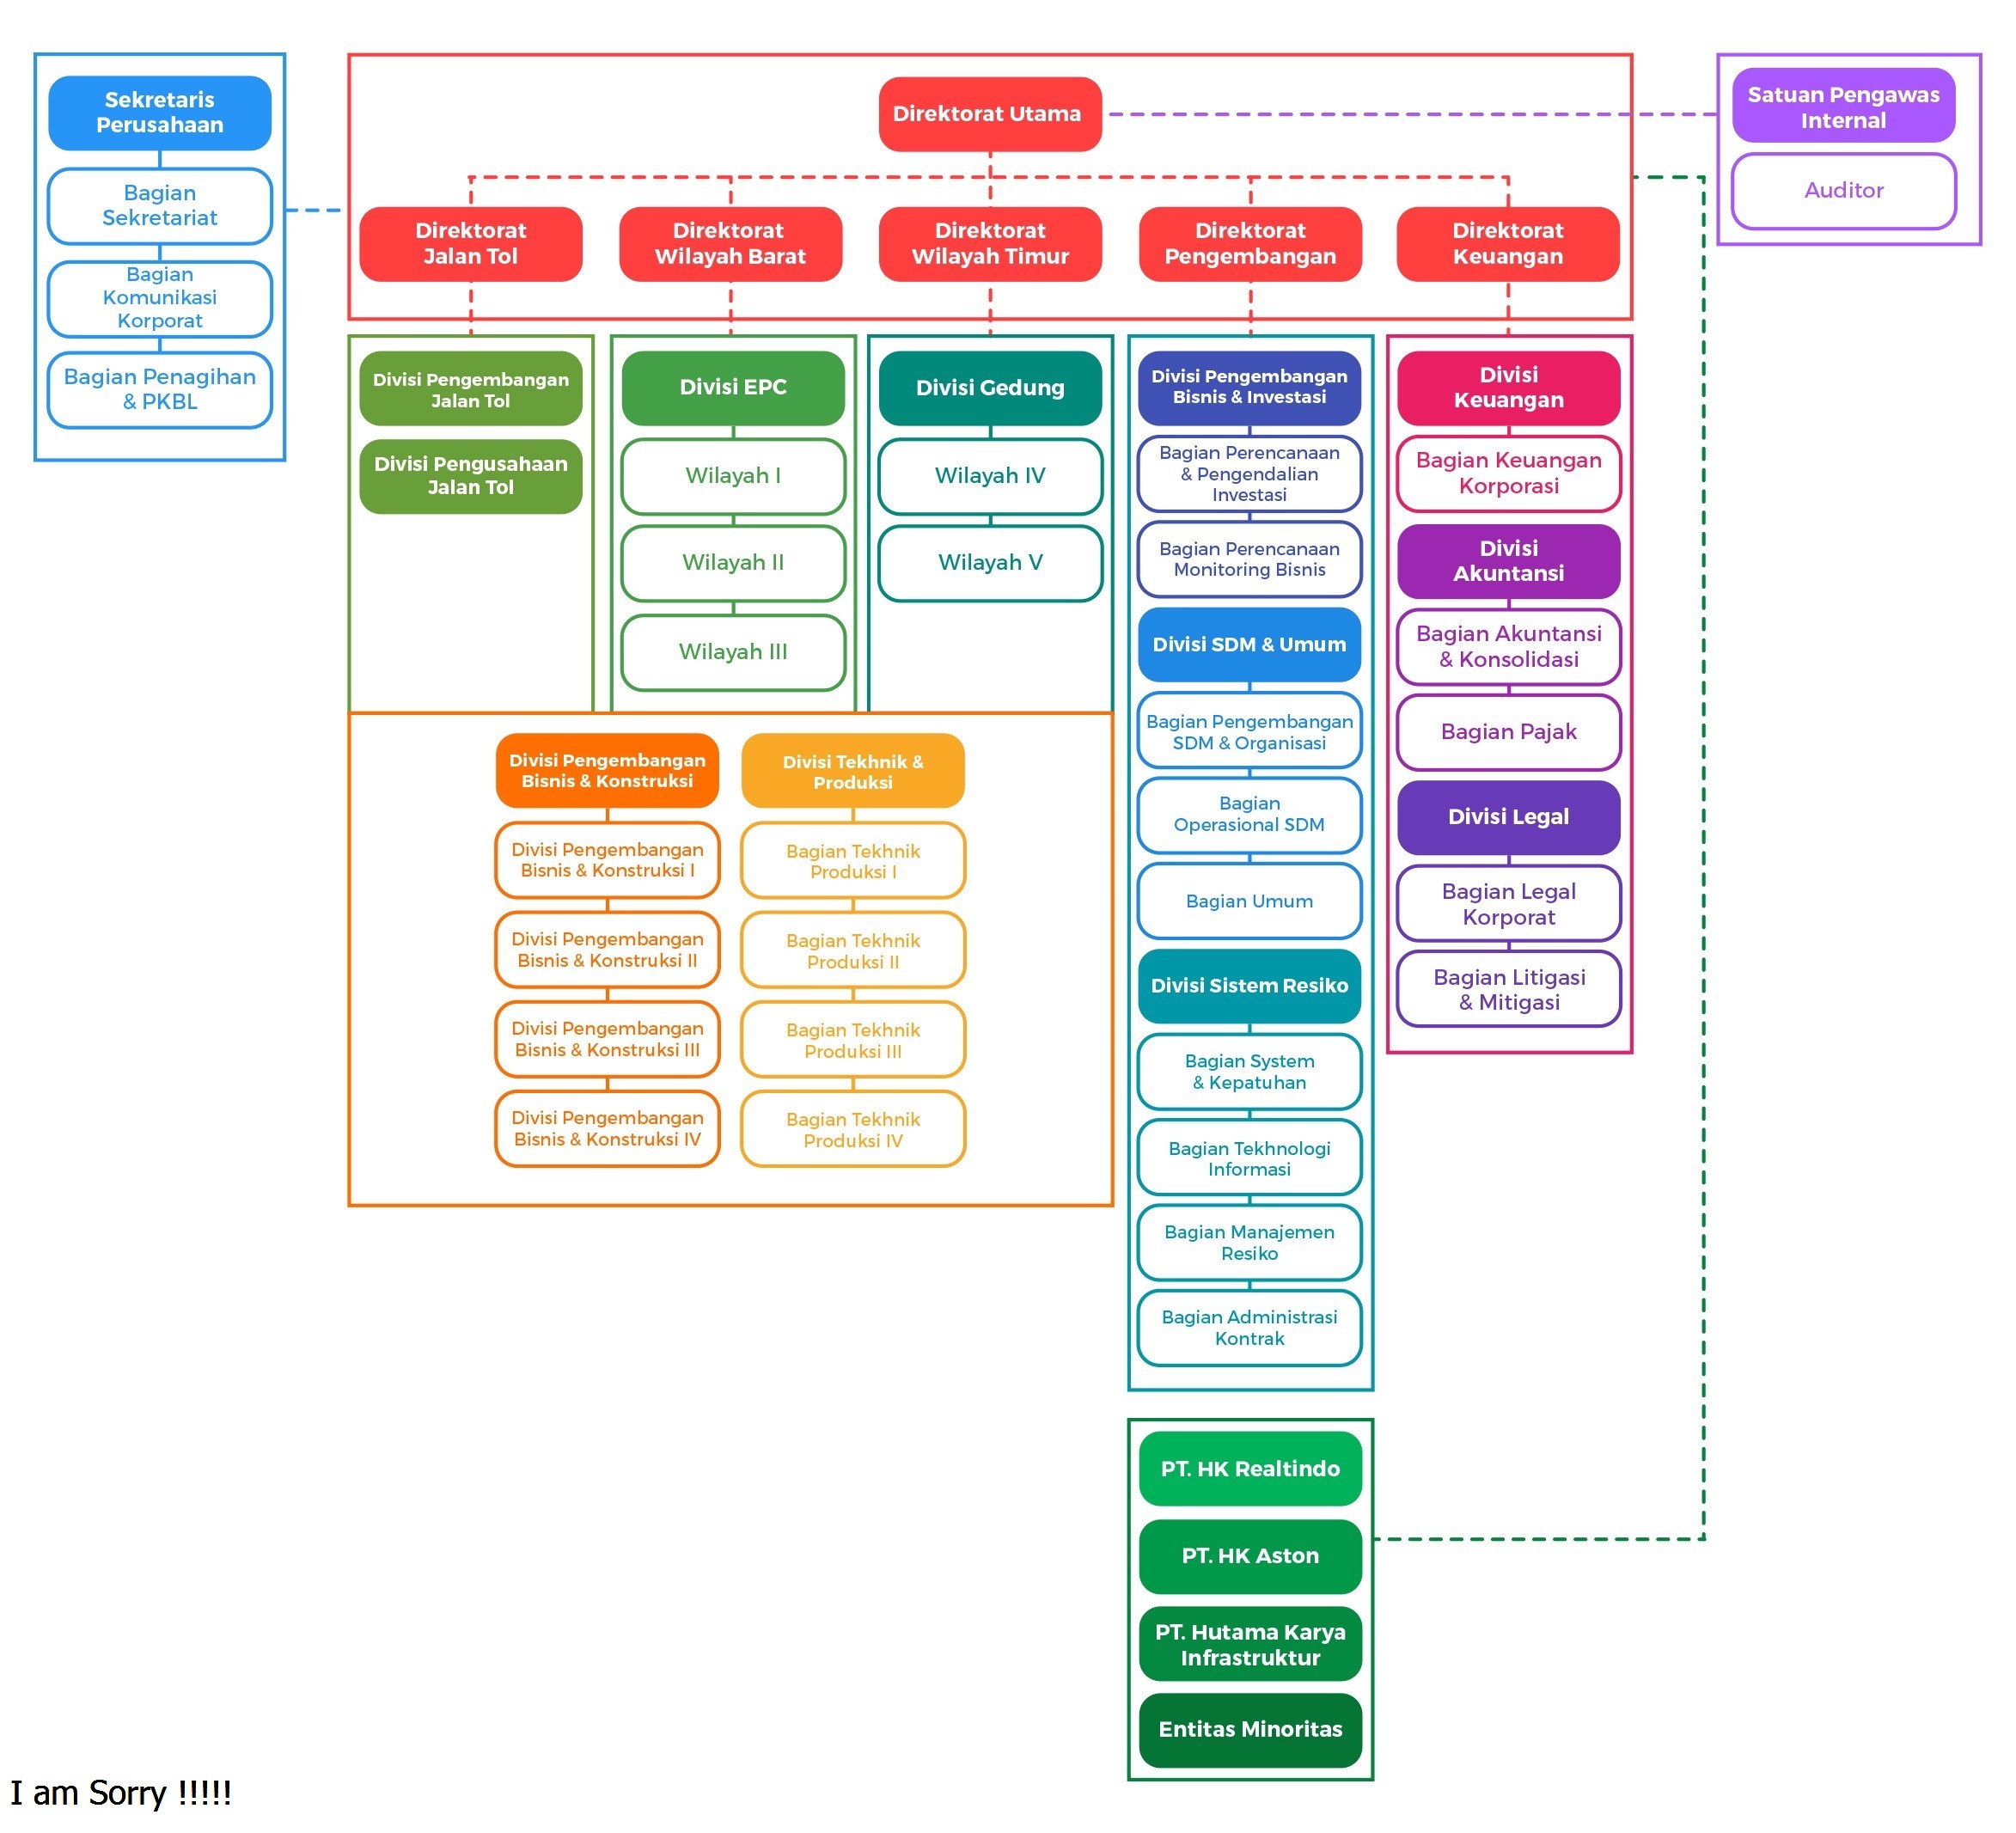 Sekretaris
Perusahaan
Bagian
Sekretariat
Bagian
Komunikasi
Korporat
Bagian Penagihan
& PKBL
Direktorat Utama
Direktorat
Jalan Tol
Direktorat
Wilayah Barat
Direktorat
Wilayah Timur
Direktorat
Pengembangan
Direktorat
Keuangan
Satuan Pengawas
Internal
Auditor
Divisi Pengembangan
Jalan Tol
Divisi Pengusahaan
Jalan Tol
Divisi EPC
Wilayah I
Wilayah II
Wilayah III
Divisi Gedung
Wilayah IV
Wilayah V
Divisi Pengembangan
Bisnis & Konstruksi
Divisi Pengembangan
Bisnis & Konstruksi I
Divisi Pengembangan
Bisnis & Konstruksi II
Divisi Pengembangan
Bisnis & Konstruksi III
Divisi Pengembangan
Bisnis & Konstruksi IV
Divisi Tekhnik &
Produksi
Bagian Tekhnik
Produksi I
Bagian Tekhnik
Produksi II
Bagian Tekhnik
Produksi III
Bagian Tekhnik
Produksi IV
Divisi Pengembangan
Bisnis & Investasi
Bagian Perencanaan
& Pengendalian
Investasi
Bagian Perencanaan
Monitoring Bisnis
Divisi SDM & Umum
Bagian Pengembangan
SDM & Organisasi
Bagian
Operasional SDM
Bagian Umum
Divisi Sistem Resiko
Bagian System
& Kepatuhan
Bagian Tekhnologi
Informasi
Bagian Manajemen
Resiko
Bagian Administrasi
Kontrak
Divisi
Keuangan
Bagian Keuangan
Korporasi
Divisi
Akuntansi
Bagian Akuntansi
& Konsolidasi
Bagian Pajak
Divisi Legal
Bagian Legal
Korporat
Bagian Litigasi
& Mitigasi
PT. HK Realtindo
PT. HK Aston
PT. Hutama Karya
Infrastruktur
Entitas Minoritas
I am Sorry !!!!!